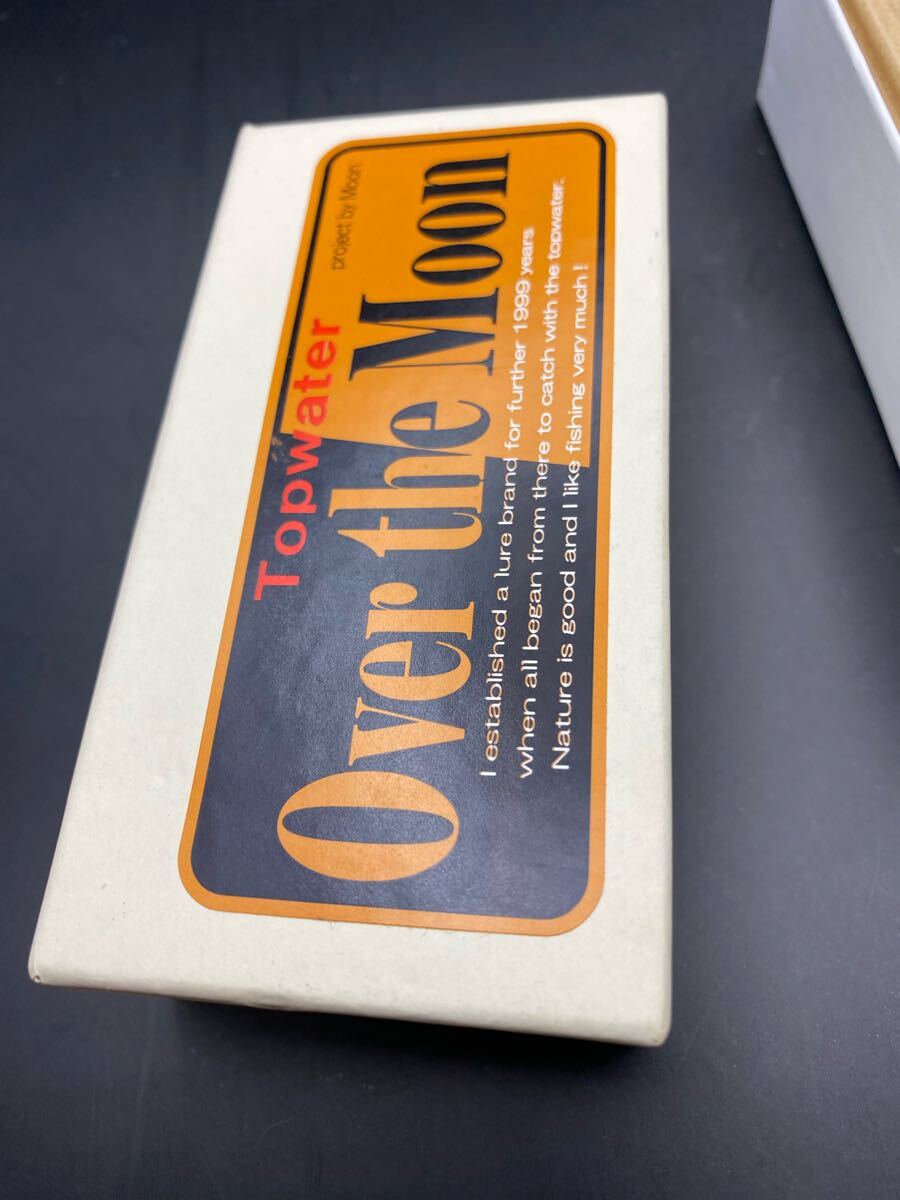 project by Moon
Topwater
Over the Moon
I established a lure brand for further 1999 years
when all began from there to catch with the topwater.
Nature is good and I like fishing very much!